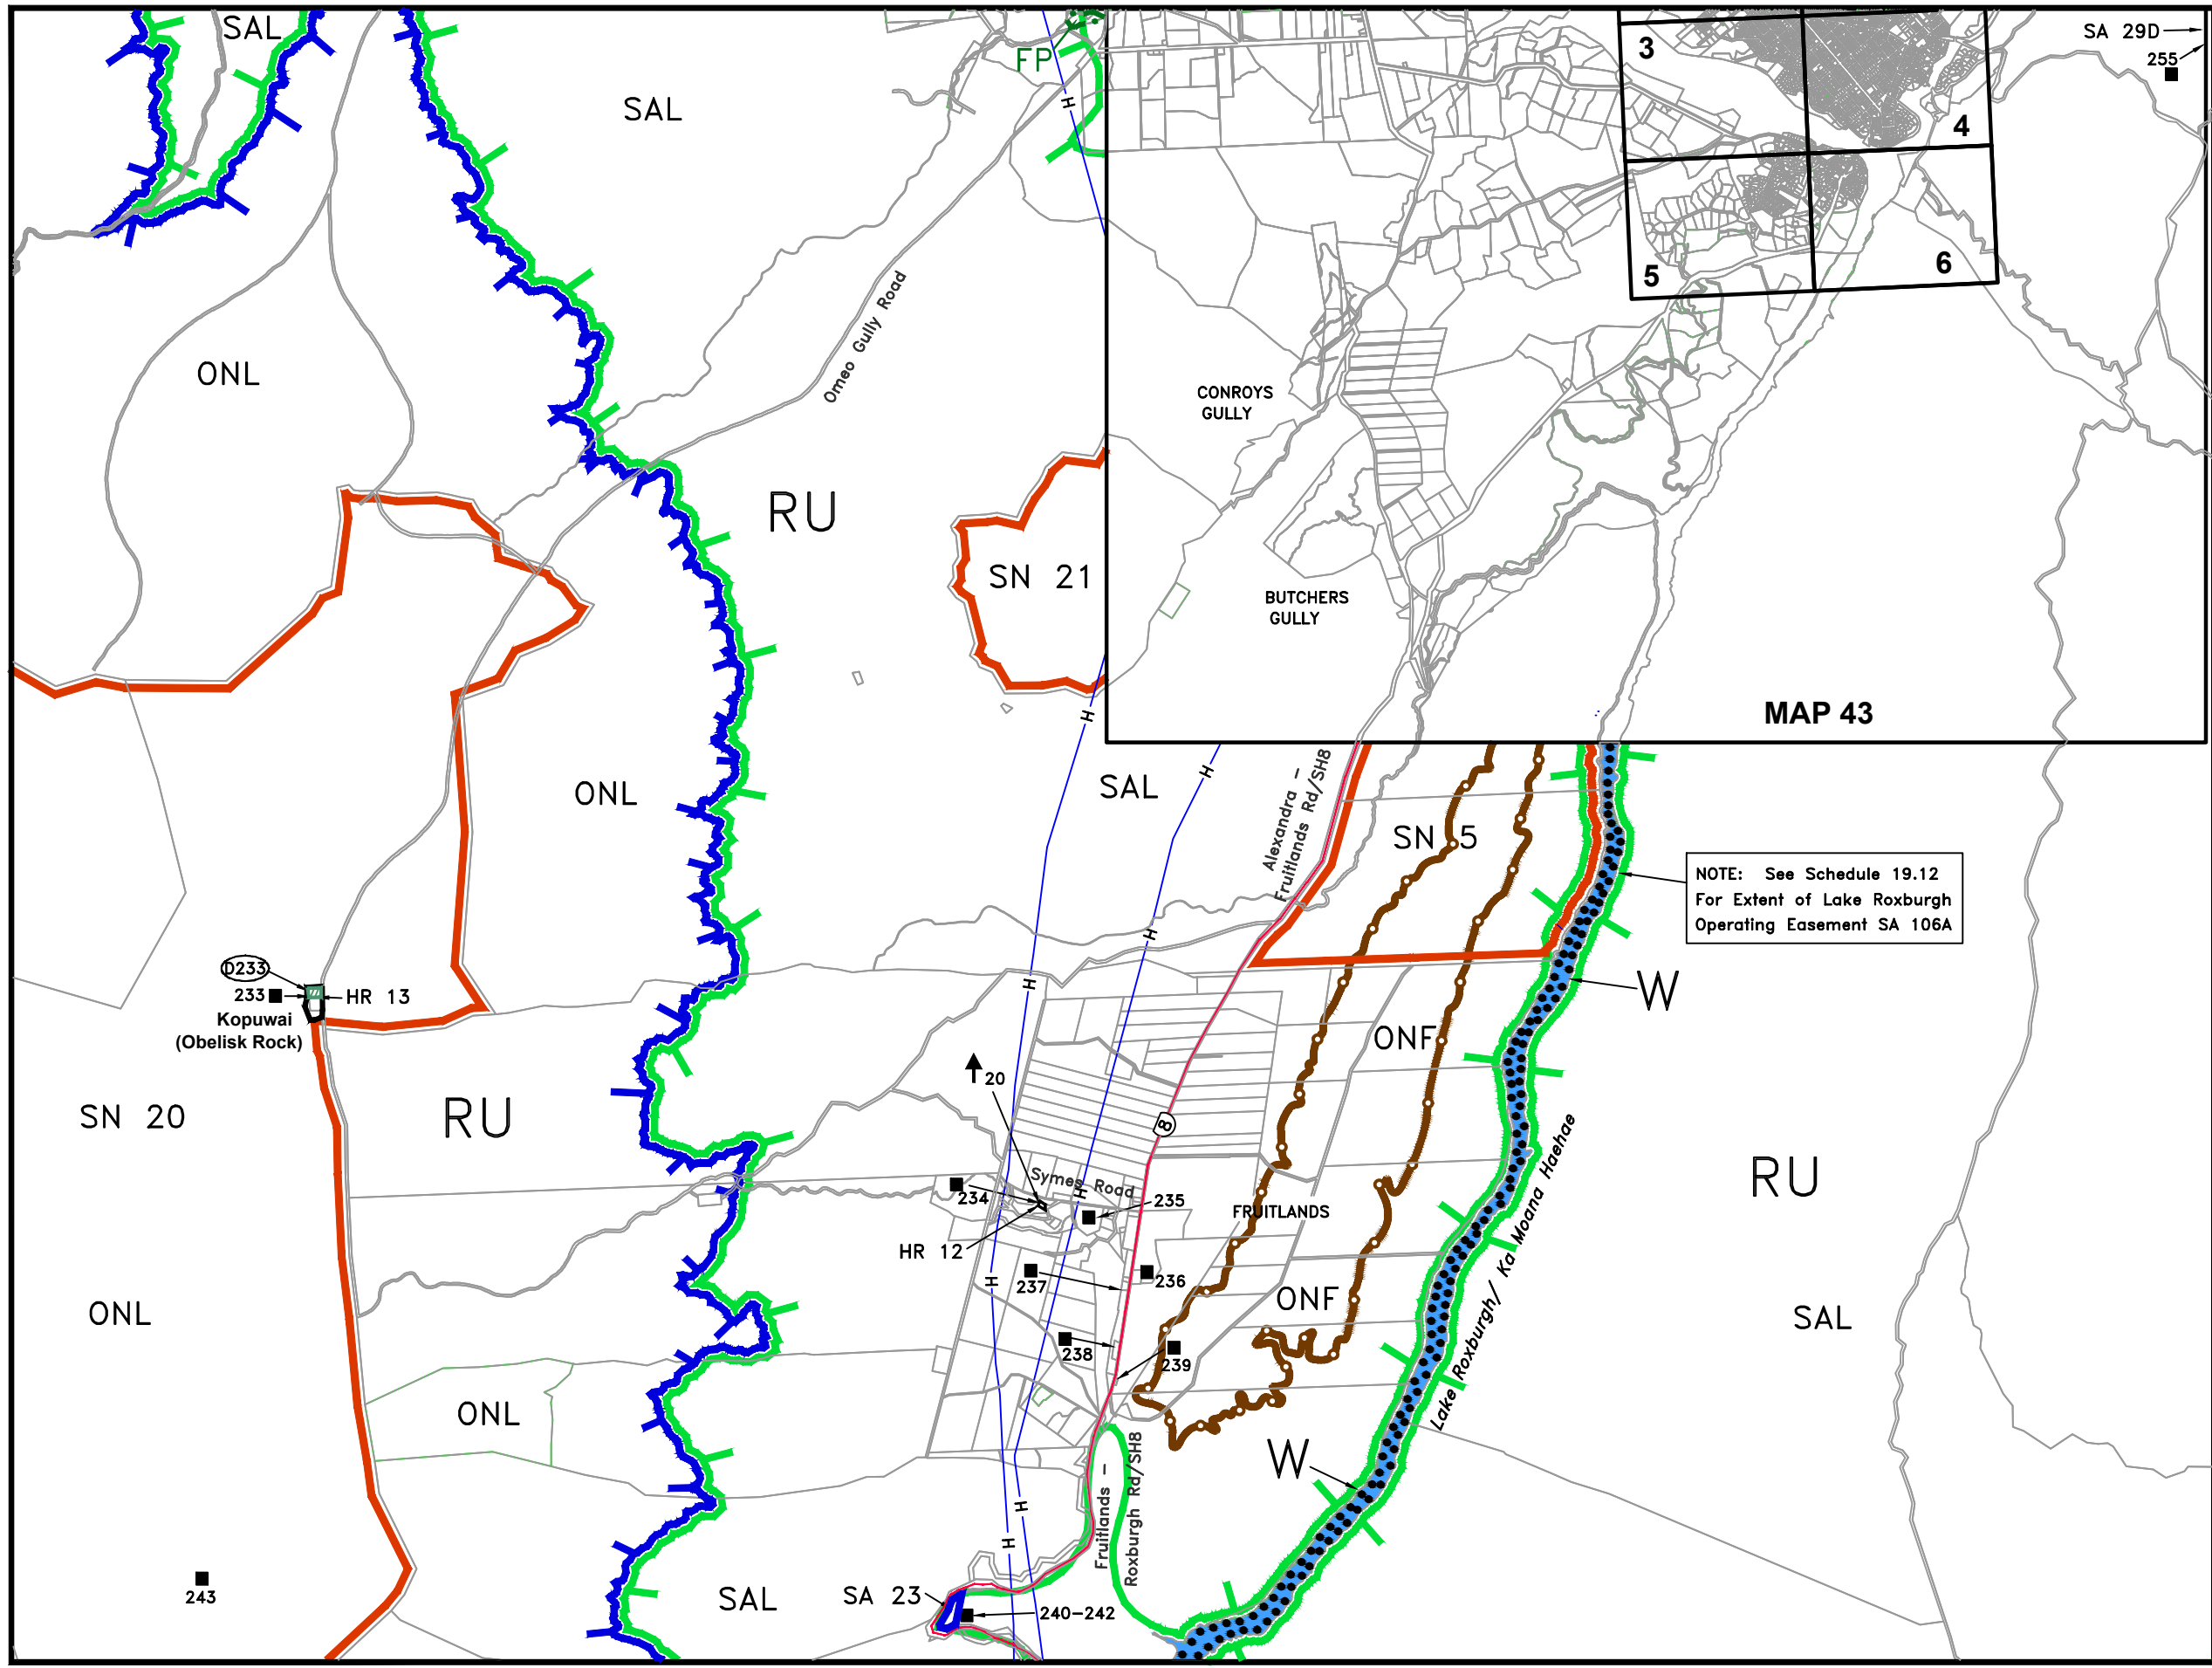 SAL
SAL
FP
H
3
4
5
6
SA 29D
255
ONL
Omeo Gully Road
CONROYS
GULLY
RU
SN 21
BUTCHERS
GULLY
MAP 43
H
H
ONL
SAL
Alexandra –
Fruitlands Rd/SH8
SN 5
NOTE: See Schedule 19.12
For Extent of Lake Roxburgh
Operating Easement SA 106A
H
H
D233
233
HR 13
Kopuwai
(Obelisk Rock)
W
ONF
20
8
SN 20
RU
RU
Symes Road
H
234
235
FRUITLANDS
HR 12
Lake Roxburgh/ Ka Moana Haehae
H
237
236
ONF
ONL
SAL
238
239
ONL
W
Fruitlands –
Roxburgh Rd/SH8
H
H
243
SAL
SA 23
240-242